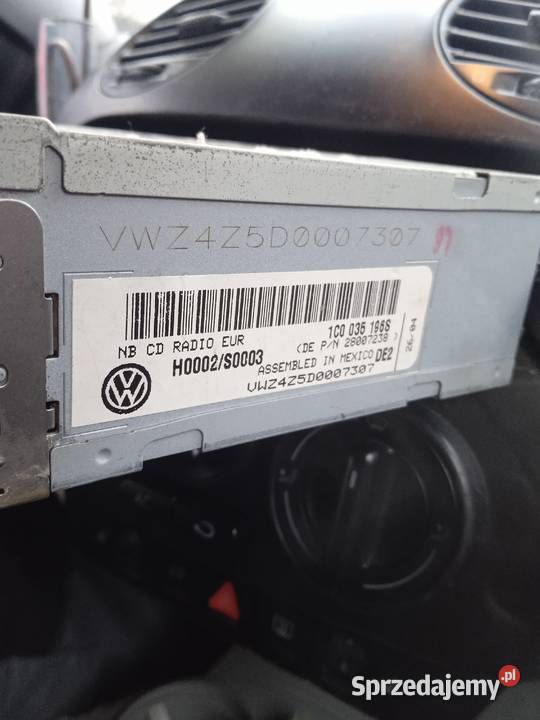 VWZ4Z5D0007307
NB CD RADIO EUR
1C0 035 196S
H0002/S0003
(DE P/N 28007238)
ASSEMBLED IN MEXICO DE2
VWZ4Z5D0007307
26/04
Sprzedajemy.pl